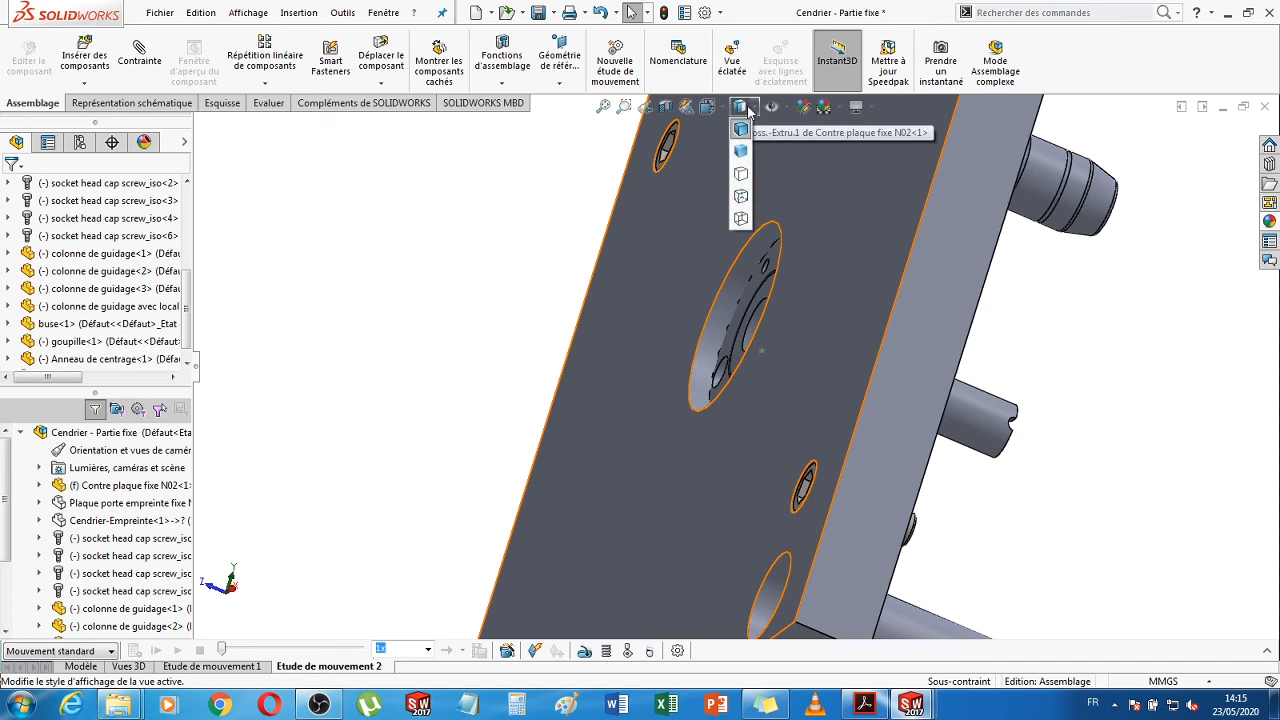 SOLIDWORKS
Fichier Edition Affichage Insertion Outils Fenêtre ?
Cendrier - Partie fixe *
Rechercher des commandes
Editer le composant
Insérer des composants
Contrainte
Fenêtre d'aperçu du composant
Répétition linéaire de composants
Smart Fasteners
Déplacer le composant
Montrer les composants cachés
Fonctions d'assemblage
Géométrie de référ...
Nouvelle étude de mouvement
Nomenclature
Vue éclatée
Esquisse avec lignes d'éclatement
Instant3D
Mettre à jour Speedpak
Prendre un instantané
Mode Assemblage complexe
Assemblage Représentation schématique Esquisse Evaluer Compléments de SOLIDWORKS SOLIDWORKS MBD
oss.-Extru.1 de Contre plaque fixe N02<1>
(-) socket head cap screw_iso<2>
(-) socket head cap screw_iso<3>
(-) socket head cap screw_iso<4>
(-) socket head cap screw_iso<6>
(-) colonne de guidage<1> (Défau
(-) colonne de guidage<2> (Défau
(-) colonne de guidage<3> (Défau
(-) colonne de guidage avec local
buse<1> (Défaut<<Défaut>_Etat
(-) goupille<1> (Défaut<<Défaut
(-) Anneau de centrage<1> (Défau
Cendrier - Partie fixe (Défaut<Eta
Orientation et vues de camér
Lumières, caméras et scène
(f) Contre plaque fixe N02<1>
Plaque porte empreinte fixe N
Cendrier-Empreinte<1>->? (
(-) socket head cap screw_isc
(-) socket head cap screw_isc
(-) socket head cap screw_isc
(-) socket head cap screw_isc
(-) colonne de guidage<1> (I
(-) colonne de guidage<2> (I
Y
Z
Mouvement standard
1x
Modèle Vues 3D Etude de mouvement 1 Etude de mouvement 2
Modifie le style d'affichage de la vue active.
Sous-contraint Edition: Assemblage MMGS
FR
14:15
23/05/2020